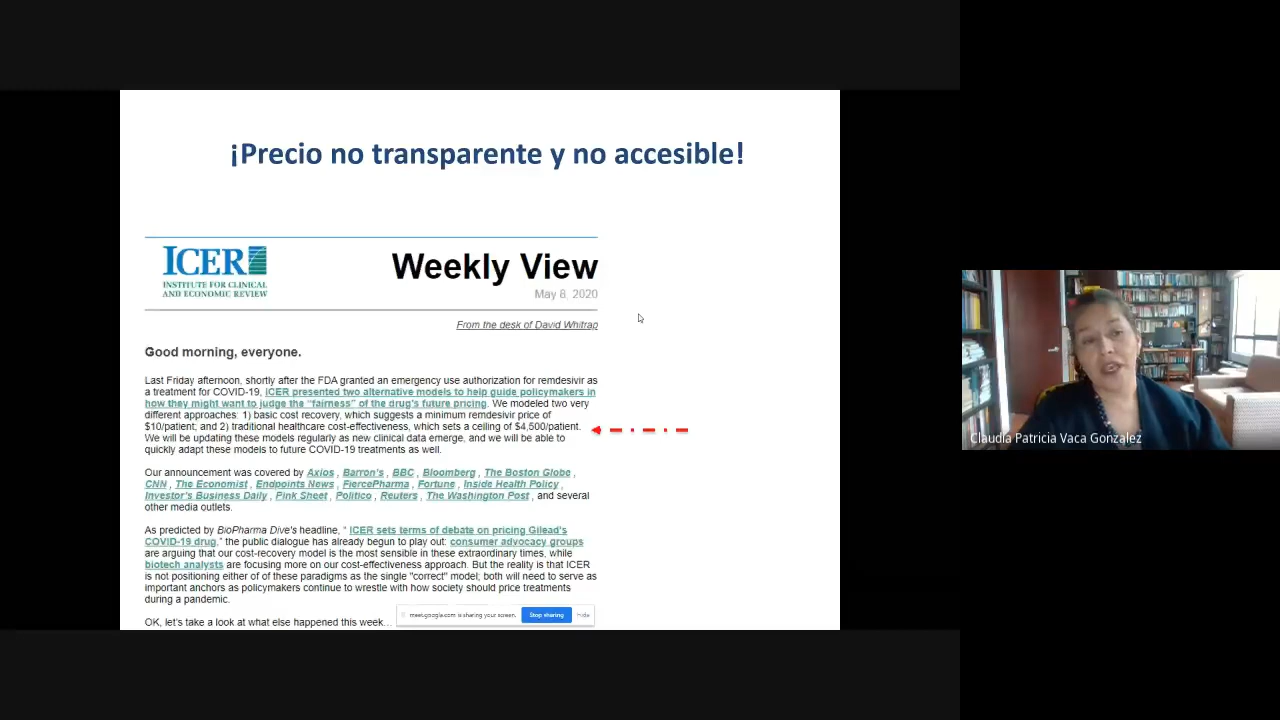 ¡Precio no transparente y no accesible!
ICER
INSTITUTE FOR CLINICAL
AND ECONOMIC REVIEW
Weekly View
May 8, 2020
From the desk of David Whitrap
Good morning, everyone.
Last Friday afternoon, shortly after the FDA granted an emergency use authorization for remdesivir as
a treatment for COVID-19, ICER presented two alternative models to help guide policymakers in
how they might want to judge the "fairness" of the drug's future pricing. We modeled two very
different approaches: 1) basic cost recovery, which suggests a minimum remdesivir price of
$10/patient; and 2) traditional healthcare cost-effectiveness, which sets a ceiling of $4,500/patient.
We will be updating these models regularly as new clinical data emerge, and we will be able to
quickly adapt these models to future COVID-19 treatments as well.
Our announcement was covered by Axios , Barron's , BBC , Bloomberg , The Boston Globe ,
CNN , The Economist , Endpoints News , FiercePharma , Fortune , Inside Health Policy ,
Investor's Business Daily , Pink Sheet , Politico , Reuters , The Washington Post , and several
other media outlets.
As predicted by BioPharma Dive's headline, " ICER sets terms of debate on pricing Gilead's
COVID-19 drug," the public dialogue has already begun to play out: consumer advocacy groups
are arguing that our cost-recovery model is the most sensible in these extraordinary times, while
biotech analysts are focusing more on our cost-effectiveness approach. But the reality is that ICER
is not positioning either of of these paradigms as the single "correct" model; both will need to serve as
important anchors as policymakers continue to wrestle with how society should price treatments
during a pandemic.
OK, let's take a look at what else happened this week...
meet.google.com is sharing your screen.
Stop sharing
Hide
Claudia Patricia Vaca Gonzalez